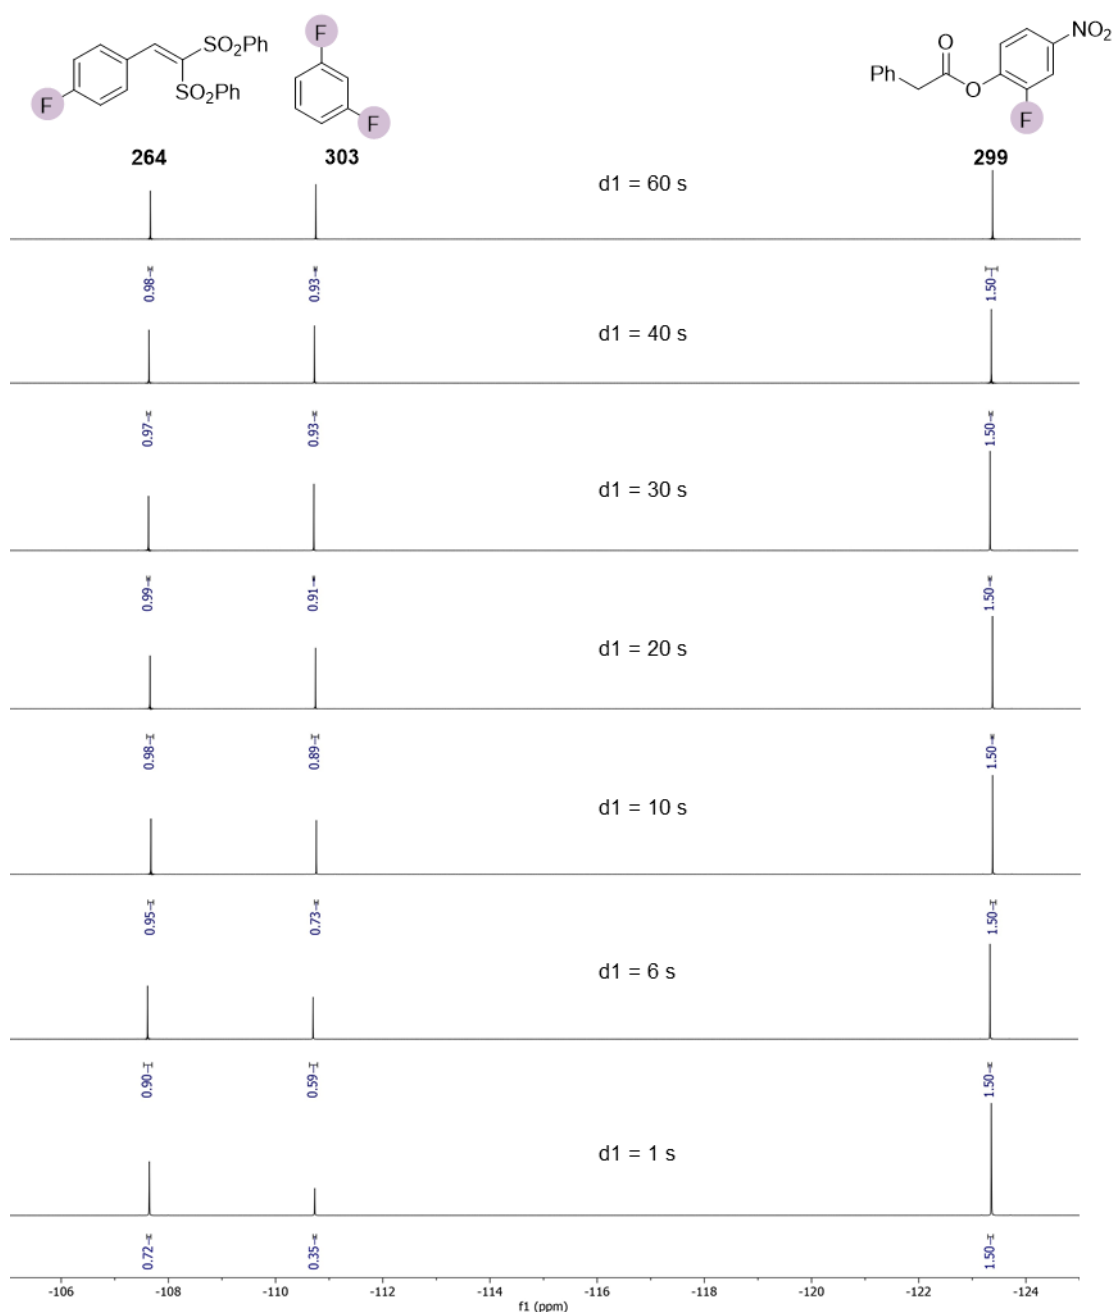 F
SO2Ph
SO2Ph
F
F
Ph
O
O
NO2
F
264
303
299
d1 = 60 s
0.98
0.93
1.50
d1 = 40 s
0.97
0.93
1.50
d1 = 30 s
0.99
0.91
1.50
d1 = 20 s
0.98
0.89
1.50
d1 = 10 s
0.95
0.73
1.50
d1 = 6 s
0.90
0.59
1.50
d1 = 1 s
0.72
0.35
1.50
-106 -108 -110 -112 -114 -116 -118 -120 -122 -124
f1 (ppm)